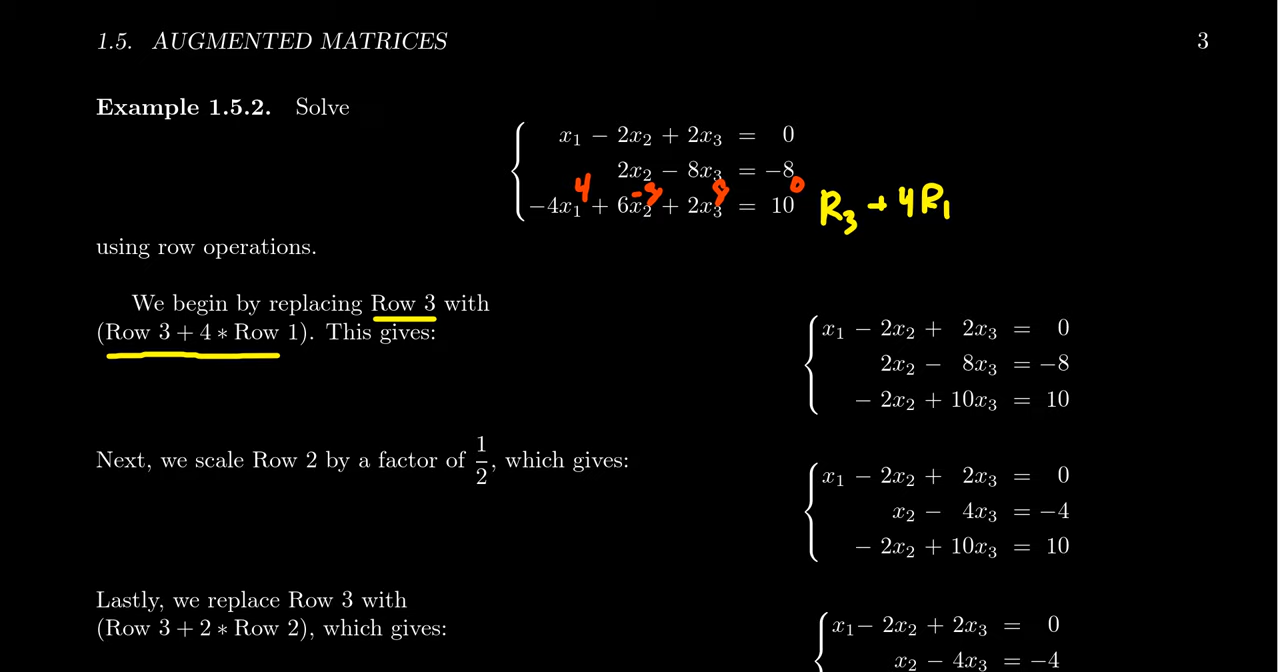 1.5. AUGMENTED MATRICES 3
Example 1.5.2. Solve
x₁ − 2x₂ + 2x₃ = 0
2x₂ − 8x₃ = −8
4 -8 8 0
−4x₁ + 6x₂ + 2x₃ = 10 R₃ + 4R₁
using row operations.
We begin by replacing Row 3 with
(Row 3 + 4 ∗ Row 1). This gives:
x₁ − 2x₂ + 2x₃ = 0
2x₂ − 8x₃ = −8
− 2x₂ + 10x₃ = 10
Next, we scale Row 2 by a factor of 1/2, which gives:
x₁ − 2x₂ + 2x₃ = 0
x₂ − 4x₃ = −4
− 2x₂ + 10x₃ = 10
Lastly, we replace Row 3 with
(Row 3 + 2 ∗ Row 2), which gives:
x₁− 2x₂ + 2x₃ = 0
x₂ − 4x₃ = −4